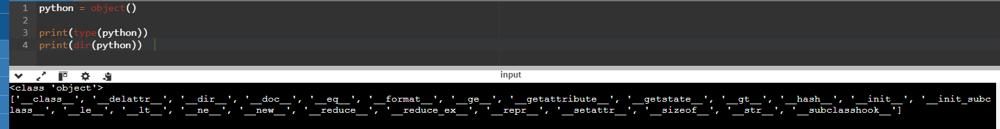 1 python = object()
2
3 print(type(python))
4 print(dir(python))
input
<class 'object'>
['__class__', '__delattr__', '__dir__', '__doc__', '__eq__', '__format__', '__ge__', '__getattribute__', '__getstate__', '__gt__', '__hash__', '__init__', '__init_subc
lass__', '__le__', '__lt__', '__ne__', '__new__', '__reduce__', '__reduce_ex__', '__repr__', '__setattr__', '__sizeof__', '__str__', '__subclasshook__']